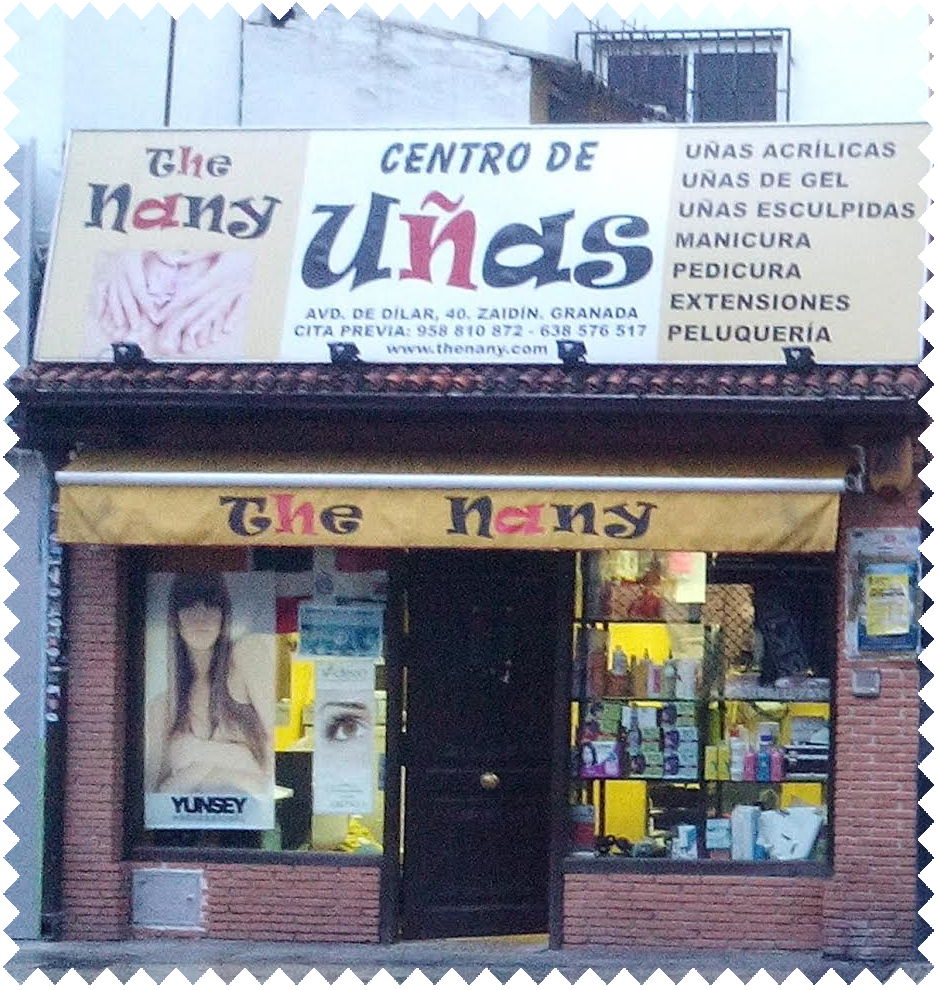 The
Nany
CENTRO DE
Uñas
AVD. DE DÍLAR, 40. ZAIDÍN. GRANADA
CITA PREVIA: 958 810 872 - 638 576 517
www.thenany.com
UÑAS ACRÍLICAS
UÑAS DE GEL
UÑAS ESCULPIDAS
MANICURA
PEDICURA
EXTENSIONES
PELUQUERÍA
The Nany
YUNSEY